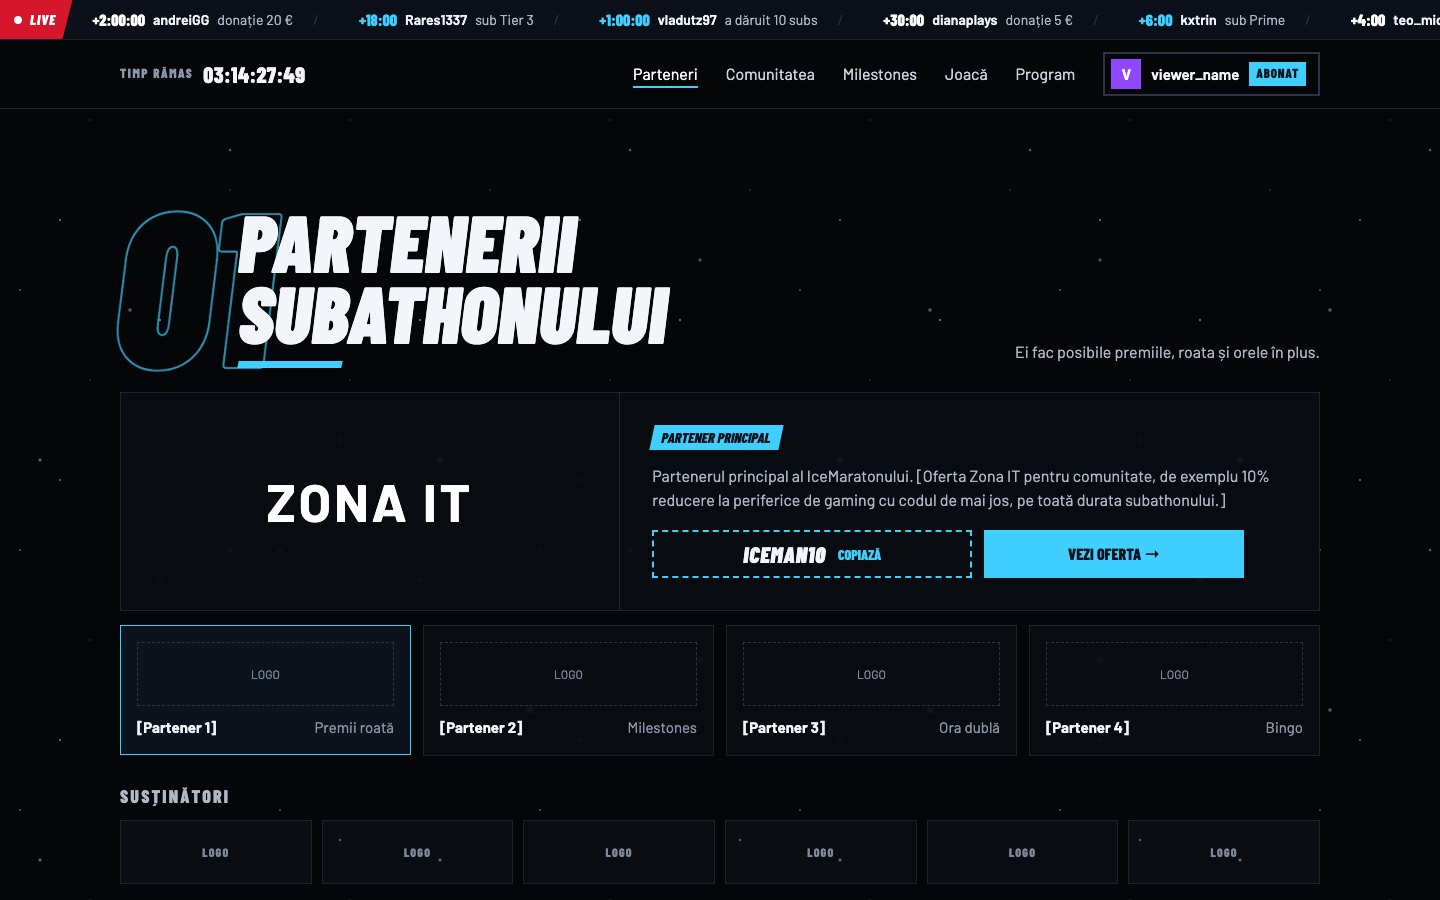 LIVE +2:00:00 andreiGG donație 20 € / +18:00 Rares1337 sub Tier 3 / +1:00:00 vladutz97 a dăruit 10 subs / +30:00 dianaplays donație 5 € / +6:00 kxtrin sub Prime / +4:00
TIMP RĂMAS 03:14:27:49 Parteneri Comunitatea Milestones Joacă Program V viewer_name ABONAT
01
PARTENERII
SUBATHONULUI
Ei fac posibile premiile, roata și orele în plus.
PARTENER PRINCIPAL
ZONA IT
Partenerul principal al IceMaratonului. [Oferta Zona IT pentru comunitate, de exemplu 10%
reducere la periferice de gaming cu codul de mai jos, pe toată durata subathonului.]
ICEMAN10 COPIAZĂ VEZI OFERTA →
LOGO LOGO LOGO LOGO
[Partener 1] Premii roată [Partener 2] Milestones [Partener 3] Ora dublă [Partener 4] Bingo
SUSȚINĂTORI
LOGO LOGO LOGO LOGO LOGO LOGO